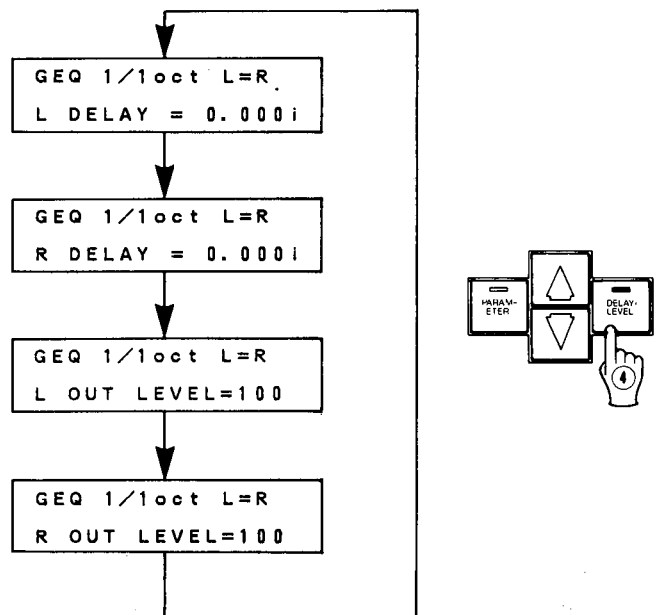 GEQ 1/1oct L=R
L DELAY = 0.000i
GEQ 1/1oct L=R
R DELAY = 0.000i
GEQ 1/1oct L=R
L OUT LEVEL=100
GEQ 1/1oct L=R
R OUT LEVEL=100
PARAM-
ETER
DELAY·
LEVEL
4